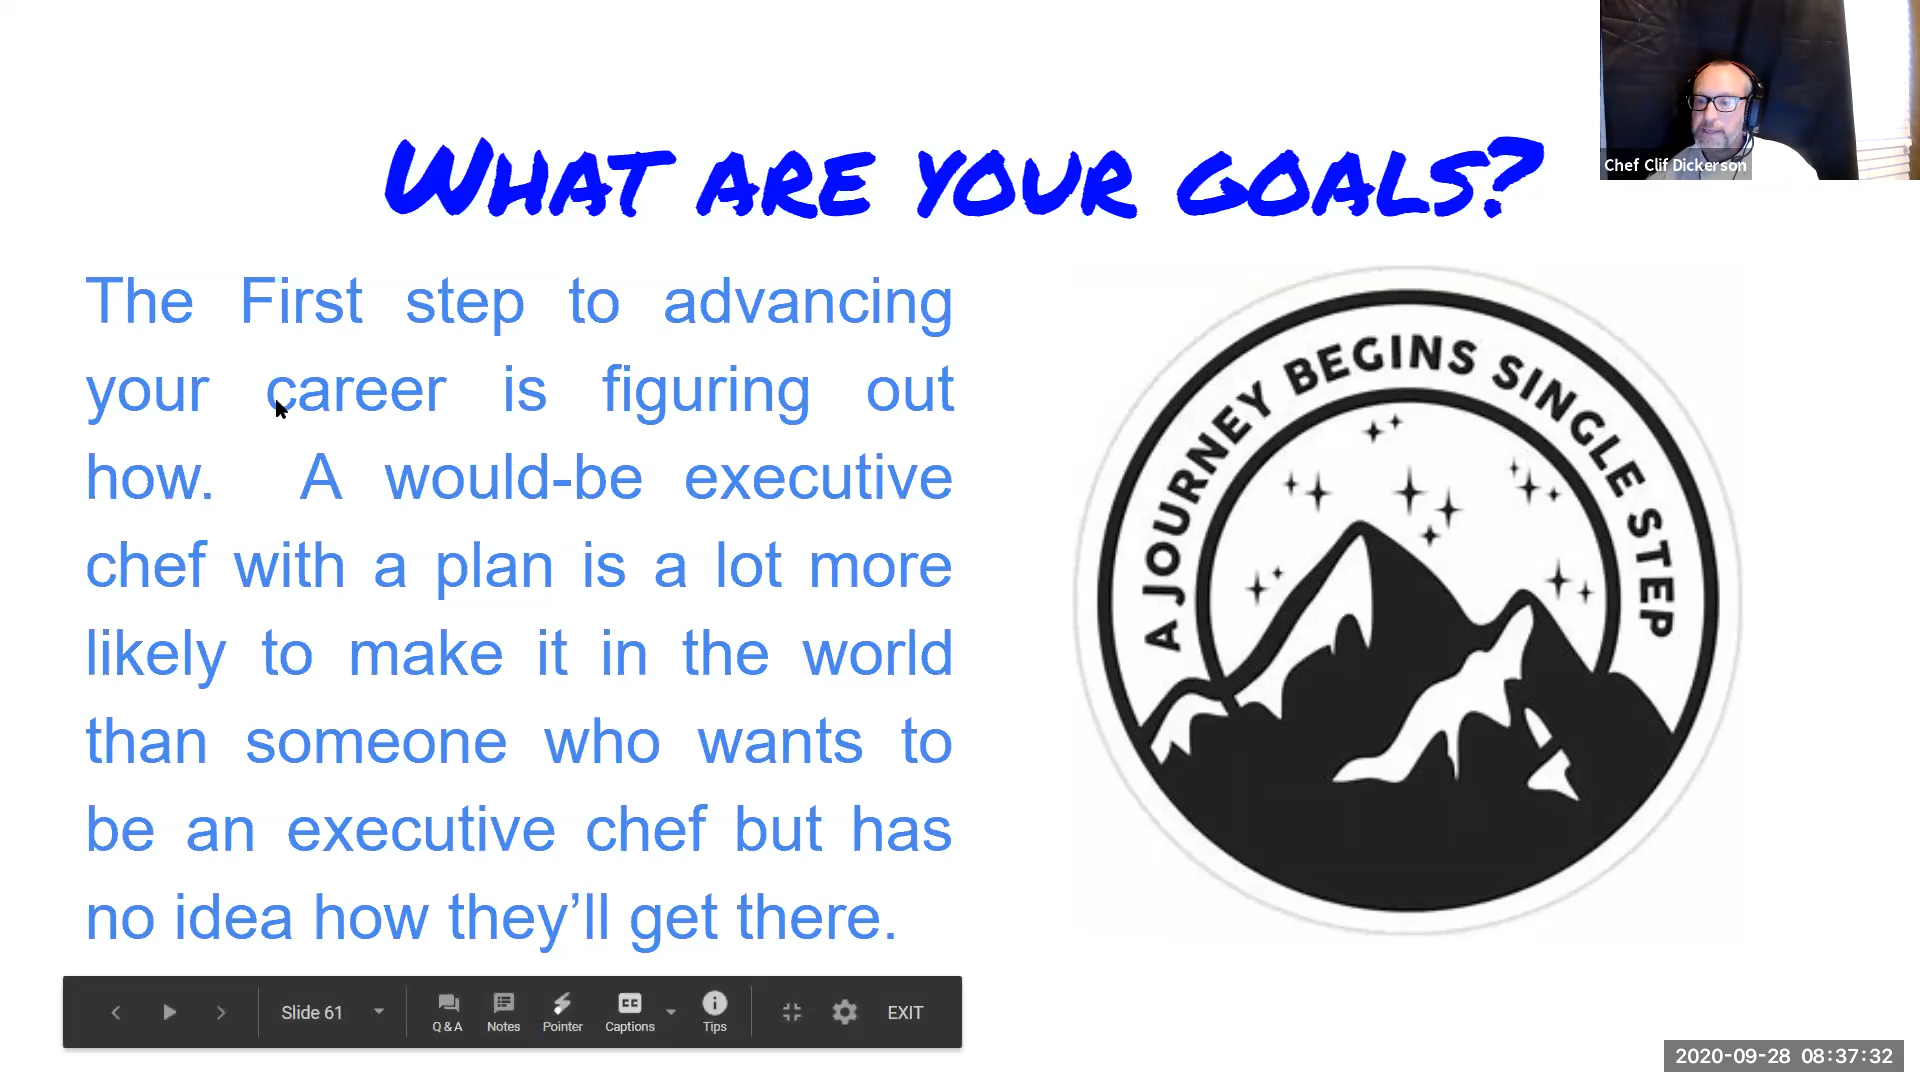 Chef Clif Dickerson
WHAT ARE YOUR GOALS?
The First step to advancing
your career is figuring out
how. A would-be executive
chef with a plan is a lot more
likely to make it in the world
than someone who wants to
be an executive chef but has
no idea how they’ll get there.
A JOURNEY BEGINS SINGLE STEP
Slide 61
Q & A
Notes
Pointer
CC
Captions
Tips
EXIT
2020-09-28 08:37:32